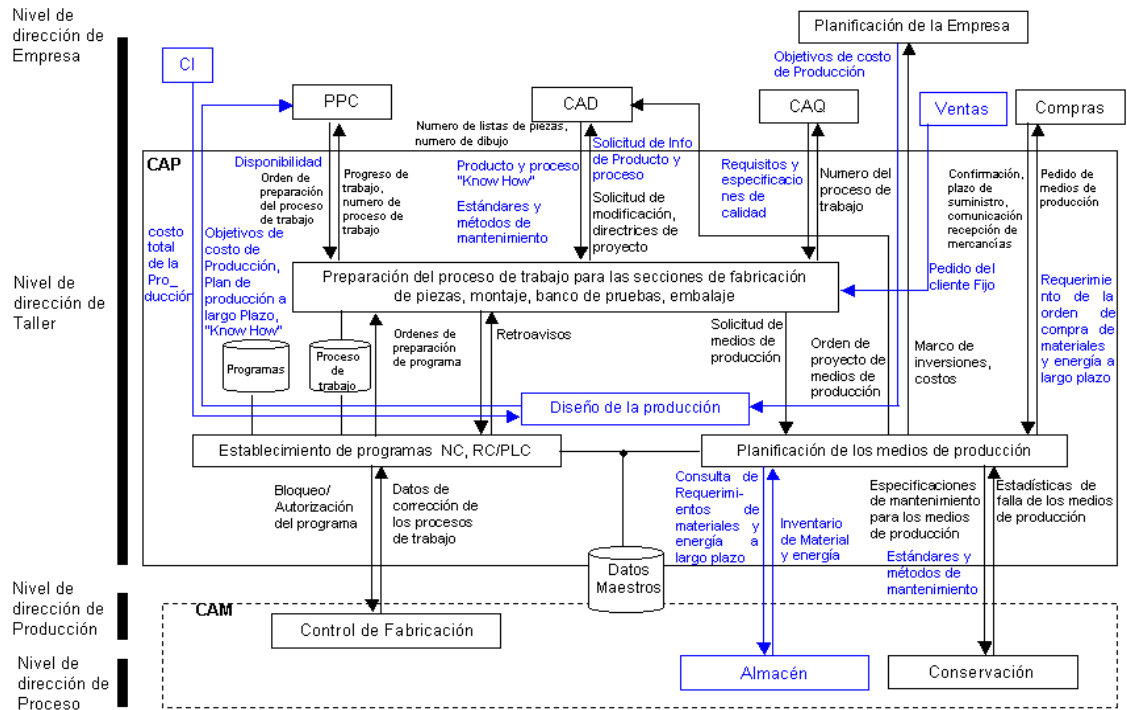 Nivel de
dirección de
Empresa
Planificación de la Empresa
CI
Objetivos de costo
de Producción
PPC
CAD
CAQ
Ventas
Compras
Numero de listas de piezas,
numero de dibujo
CAP
Disponibilidad
Orden de
preparación
del proceso
de trabajo
Progreso de
trabajo,
numero de
proceso de
trabajo
Producto y proceso
"Know How"
Estándares y
métodos de
mantenimiento
Solicitud de Info
de Producto y
proceso
Solicitud de
modificación,
directrices de
proyecto
Requisitos y
especificacio
nes de
calidad
Numero del
proceso de
trabajo
Confirmación,
plazo de
suministro,
comunicación
recepción de
mercancías
Pedido de
medios de
producción
costo
total
de la
Pro_
ducción
Objetivos de
costo de
Producción,
Plan de
producción a
largo Plazo,
"Know How"
Preparación del proceso de trabajo para las secciones de fabricación
de piezas, montaje, banco de pruebas, embalaje
Pedido del
cliente Fijo
Requerimie
nto de la
orden de
compra de
materiales
y energía a
largo plazo
Nivel de
dirección de
Taller
Programas
Proceso
de
trabajo
Ordenes de
preparación
de programa
Retroavisos
Solicitud de
medios de
producción
Orden de
proyecto de
medios de
producción
Marco de
inversiones,
costos
Diseño de la producción
Establecimiento de programas NC, RC/PLC
Planificación de los medios de producción
Bloqueo/
Autorización
del programa
Datos de
corrección de
los procesos
de trabajo
Consulta de
Requerimi-
entos de
materiales y
energía a
largo plazo
Inventario
de Material
y energía
Especificaciones
de mantenimiento
para los medios
de producción
Estándares y
métodos de
mantenimiento
Estadísticas de
falla de los medios
de producción
Datos
Maestros
Nivel de
dirección de
Producción
CAM
Control de Fabricación
Nivel de
dirección de
Proceso
Almacén
Conservación